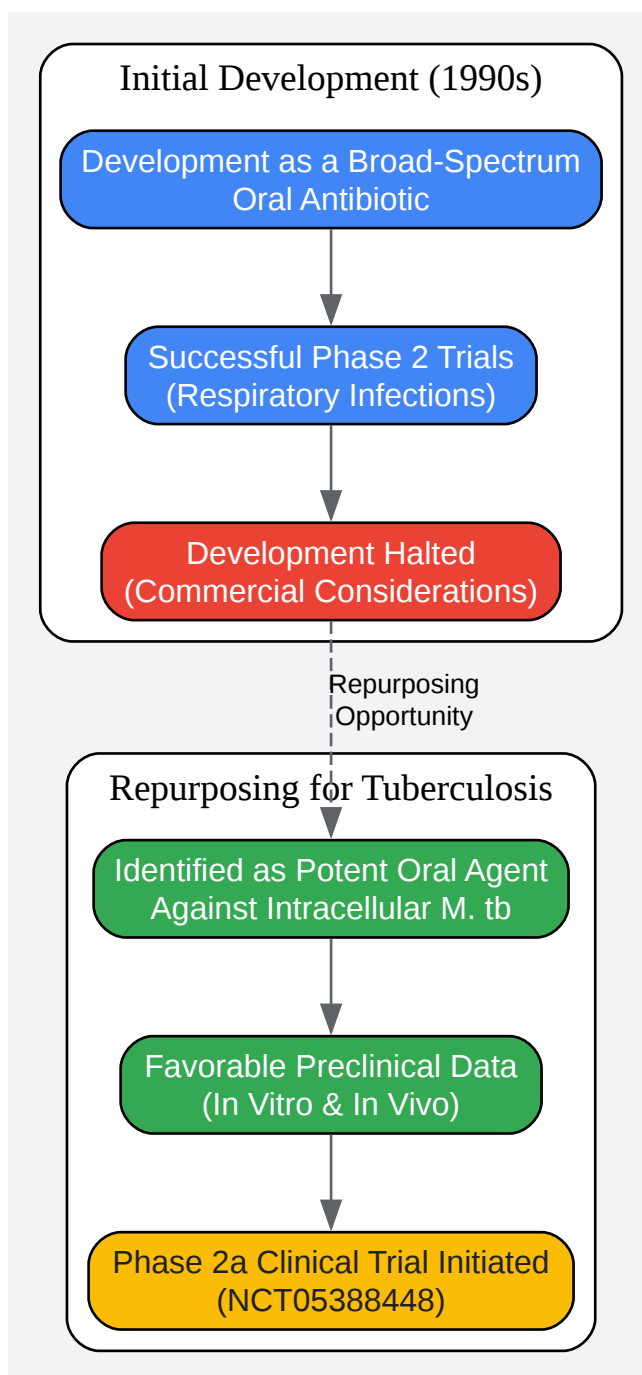 Initial Development (1990s)
Development as a Broad-Spectrum
Oral Antibiotic
Successful Phase 2 Trials
(Respiratory Infections)
Development Halted
(Commercial Considerations)
Repurposing
Opportunity
Repurposing for Tuberculosis
Identified as Potent Oral Agent
Against Intracellular M. tb
Favorable Preclinical Data
(In Vitro & In Vivo)
Phase 2a Clinical Trial Initiated
(NCT05388448)